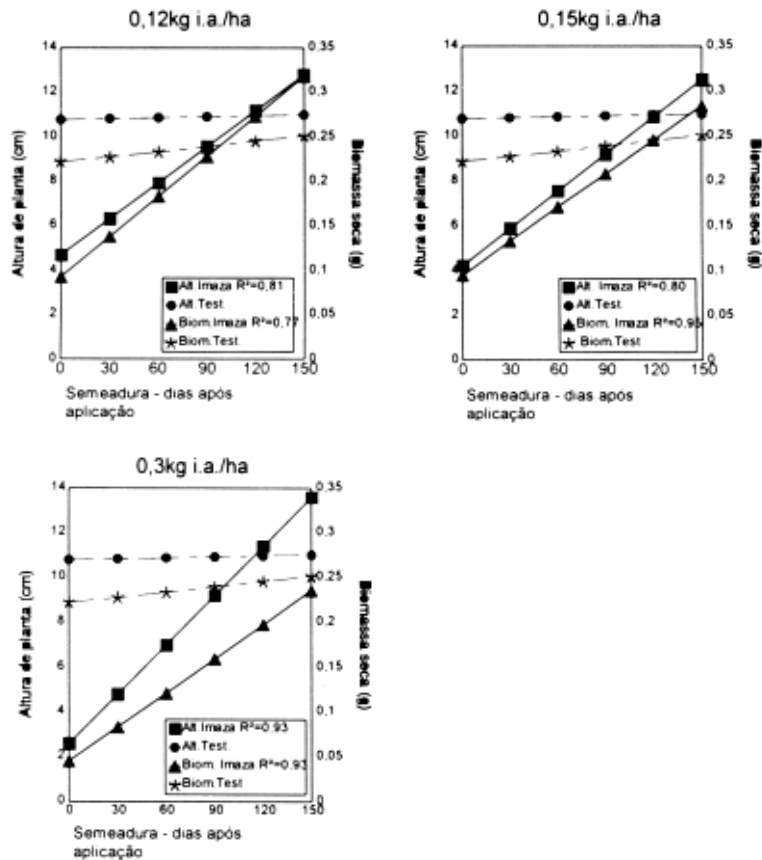 0,12kg i.a./ha
14
12
10
8
6
4
2
0
Altura de planta (cm)
0,35
0,3
0,25
0,2
0,15
0,1
0,05
0
Biomassa seca (g)
Alt.Imaza R²=0,81
Alt.Test.
Biom.Imaza R²=0,77
Biom.Test.
0 30 60 90 120 150
Semeadura - dias após
aplicação
0,15kg i.a./ha
14
12
10
8
6
4
2
0
Altura de planta (cm)
0,35
0,3
0,25
0,2
0,15
0,1
0,05
0
Biomassa seca (g)
Alt. Imaza R²=0,80
Alt.Test.
Biom. Imaza R²=0,95
Biom.Test.
0 30 60 90 120 150
Semeadura - dias após
aplicação
0,3kg i.a./ha
14
12
10
8
6
4
2
0
Altura de planta (cm)
0,35
0,3
0,25
0,2
0,15
0,1
0,05
0
Biomassa seca (g)
Alt Imaza R²=0,93
Alt.Test.
Biom. Imaza R²=0,93
Biom.Test
0 30 60 90 120 150
Semeadura - dias após
aplicação